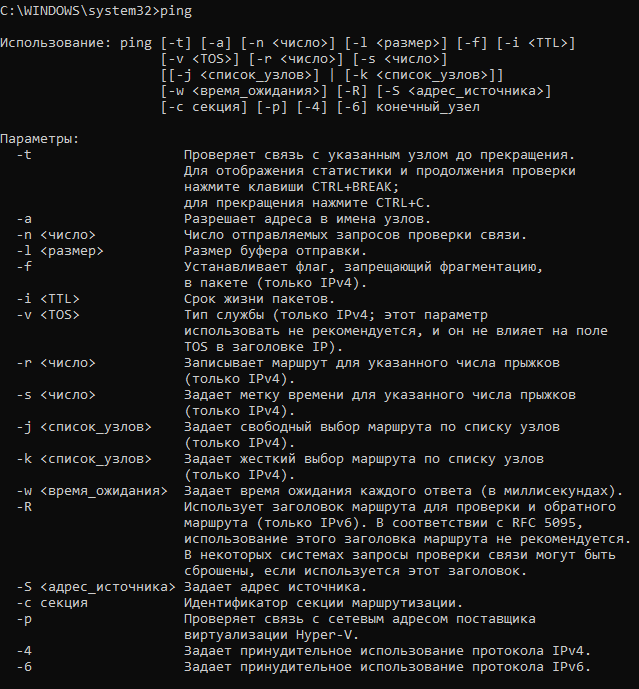 C:\WINDOWS\system32>ping
Использование: ping [-t] [-a] [-n <число>] [-l <размер>] [-f] [-i <TTL>]
[-v <TOS>] [-r <число>] [-s <число>]
[[-j <список_узлов>] | [-k <список_узлов>]]
[-w <время_ожидания>] [-R] [-S <адрес_источника>]
[-c секция] [-p] [-4] [-6] конечный_узел
Параметры:
-t Проверяет связь с указанным узлом до прекращения.
Для отображения статистики и продолжения проверки
нажмите клавиши CTRL+BREAK;
для прекращения нажмите CTRL+C.
-a Разрешает адреса в имена узлов.
-n <число> Число отправляемых запросов проверки связи.
-l <размер> Размер буфера отправки.
-f Устанавливает флаг, запрещающий фрагментацию,
в пакете (только IPv4).
-i <TTL> Срок жизни пакетов.
-v <TOS> Тип службы (только IPv4; этот параметр
использовать не рекомендуется, и он не влияет на поле
TOS в заголовке IP).
-r <число> Записывает маршрут для указанного числа прыжков
(только IPv4).
-s <число> Задает метку времени для указанного числа прыжков
(только IPv4).
-j <список_узлов> Задает свободный выбор маршрута по списку узлов
(только IPv4).
-k <список_узлов> Задает жесткий выбор маршрута по списку узлов
(только IPv4).
-w <время_ожидания> Задает время ожидания каждого ответа (в миллисекундах).
-R Использует заголовок маршрута для проверки и обратного
маршрута (только IPv6). В соответствии с RFC 5095,
использование этого заголовка маршрута не рекомендуется.
В некоторых системах запросы проверки связи могут быть
сброшены, если используется этот заголовок.
-S <адрес_источника> Задает адрес источника.
-c секция Идентификатор секции маршрутизации.
-p Проверяет связь с сетевым адресом поставщика
виртуализации Hyper-V.
-4 Задает принудительное использование протокола IPv4.
-6 Задает принудительное использование протокола IPv6.